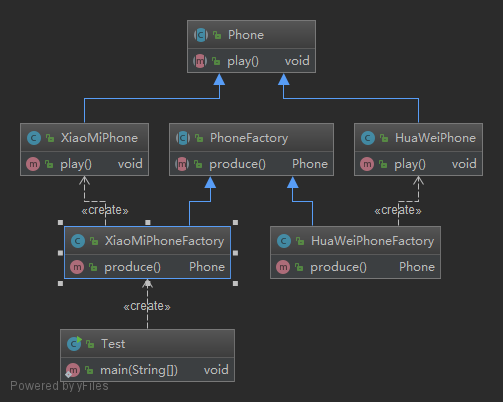 Phone
play() void
XiaoMiPhone
play() void
PhoneFactory
produce() Phone
HuaWeiPhone
play() void
«create»
«create»
XiaoMiPhoneFactory
produce() Phone
HuaWeiPhoneFactory
produce() Phone
«create»
Test
main(String[]) void
Powered by yFiles